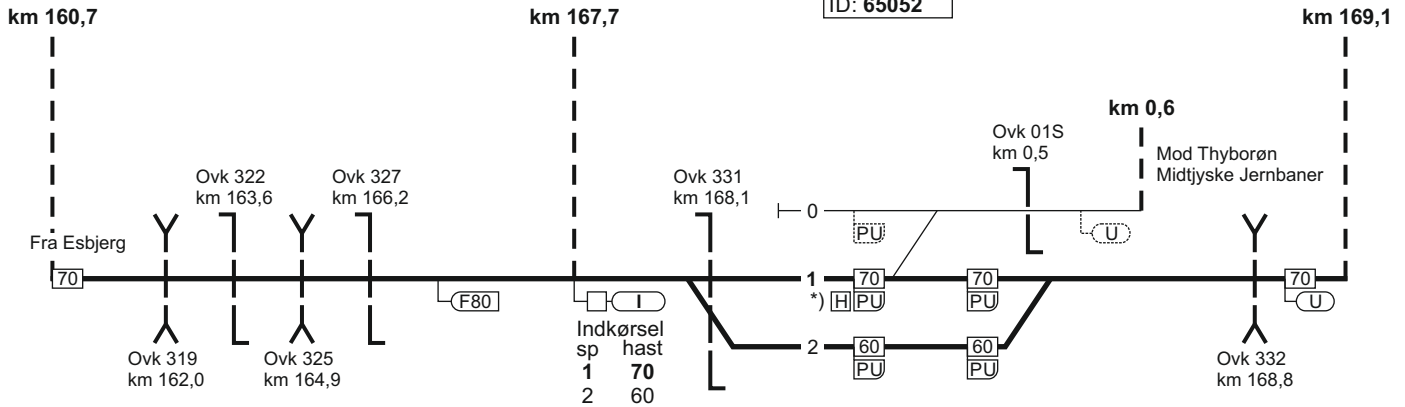 ID: 65052
km 160,7
km 167,7
km 169,1
km 0,6
Ovk 01S
km 0,5
Mod Thyborøn
Midtjyske Jernbaner
Ovk 322
km 163,6
Ovk 327
km 166,2
Ovk 331
km 168,1
0
PU
U
Fra Esbjerg
70
1
70
70
70
F80
I
*) H PU
PU
U
Indkørsel
sp hast
1 70
2 60
2
60
60
PU
PU
Ovk 319
km 162,0
Ovk 325
km 164,9
Ovk 332
km 168,8